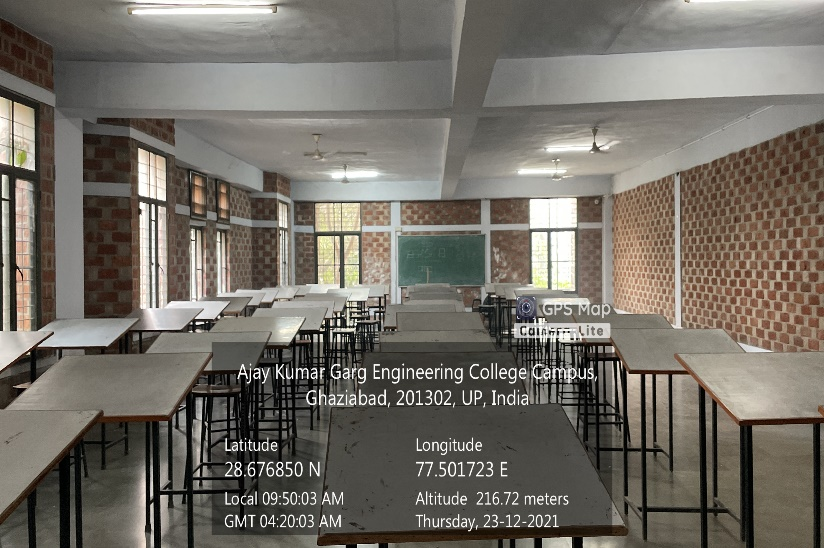 GPS Map
Camera Lite
Ajay Kumar Garg Engineering College Campus,
Ghaziabad, 201302, UP, India
Latitude
Longitude
28.676850 N
77.501723 E
Local 09:50:03 AM
Altitude 216.72 meters
GMT 04:20:03 AM
Thursday, 23-12-2021